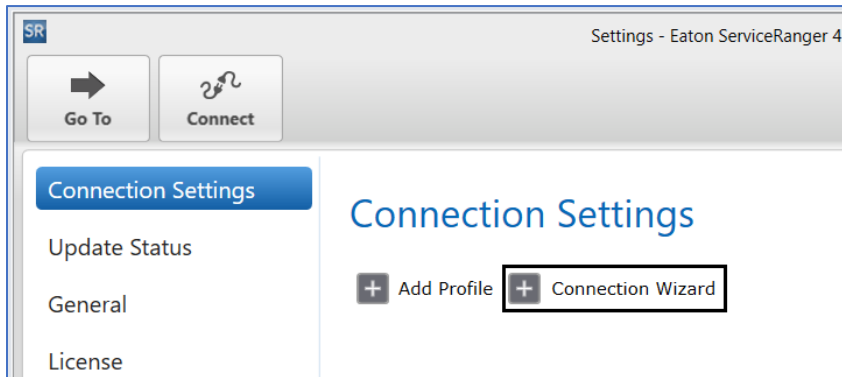 SR
Settings - Eaton ServiceRanger 4
Go To
Connect
Connection Settings
Update Status
General
License
Connection Settings
Add Profile
Connection Wizard